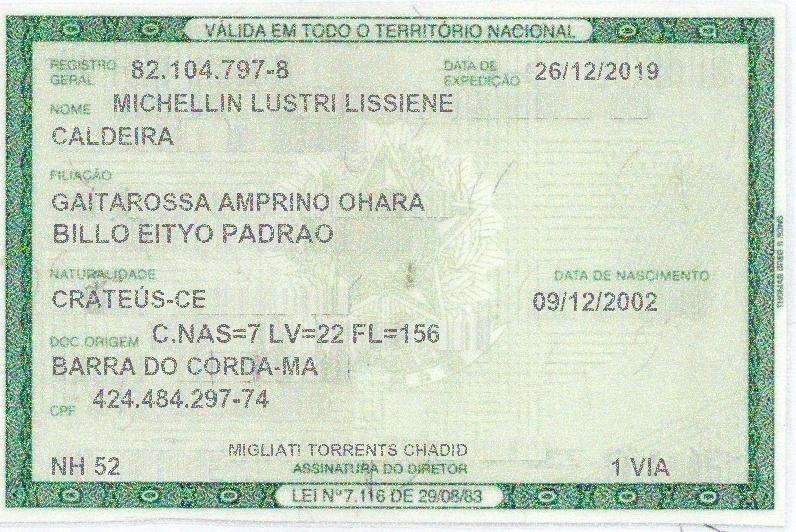 VÁLIDA EM TODO O TERRITÓRIO NACIONAL
REGISTRO GERAL 82.104.797-8 DATA DE EXPEDIÇÃO 26/12/2019
NOME MICHELLIN LUSTRI LISSIENE
CALDEIRA
FILIAÇÃO
GAITAROSSA AMPRINO OHARA
BILLO EITYO PADRAO
NATURALIDADE DATA DE NASCIMENTO
CRATEÚS-CE 09/12/2002
DOC ORIGEM C.NAS=7 LV=22 FL=156
BARRA DO CORDA-MA
CPF 424.484.297-74
MIGLIATI TORRENTS CHADID
NH 52 ASSINATURA DO DIRETOR 1 VIA
LEI Nº 7.116 DE 29/08/83
THOMAS GREG & SONS